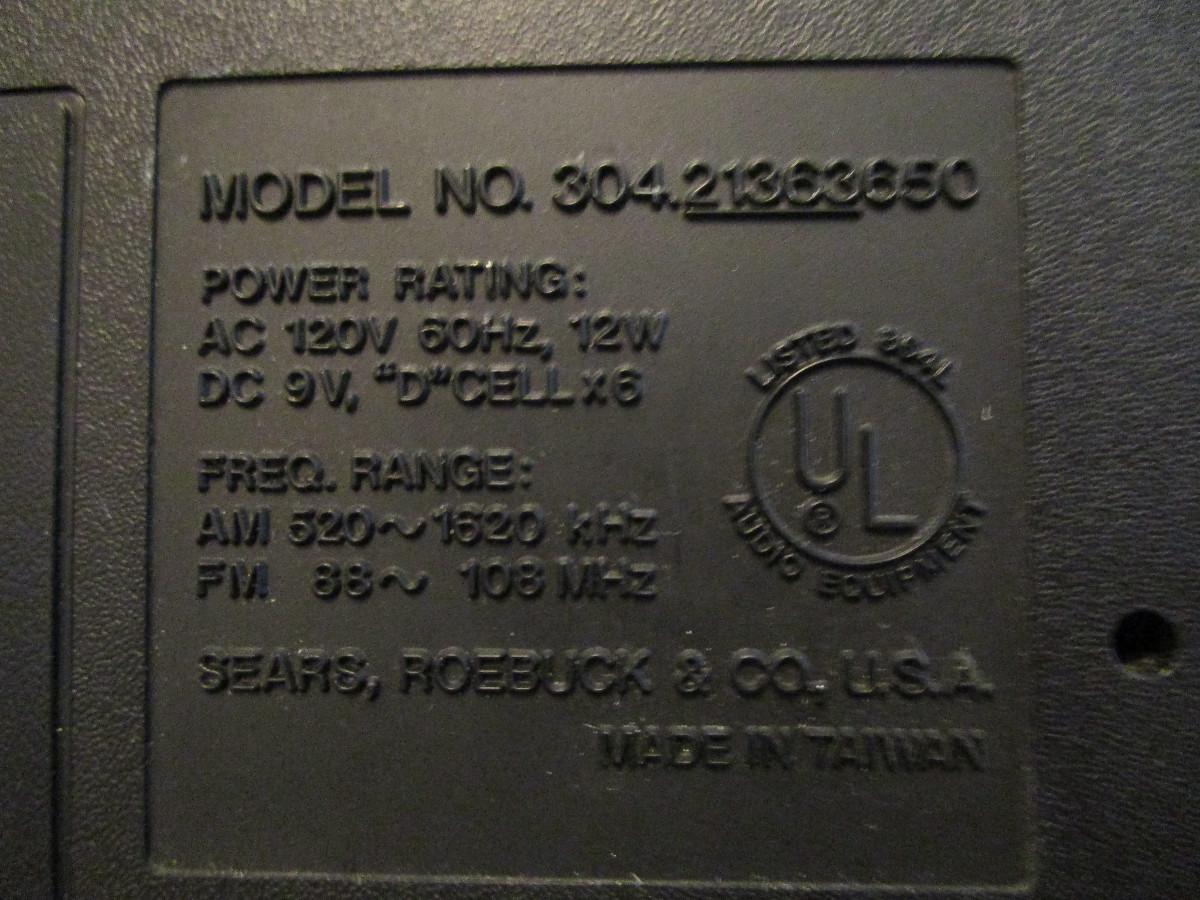 MODEL NO. 304.21363650
POWER RATING:
AC 120V 60Hz, 12W
DC 9V, "D" CELL x 6
FREQ. RANGE:
AM 520~1620 kHz
FM 88~ 108 MHz
LISTED
UL
®
AUDIO EQUIPMENT
SEARS, ROEBUCK & CO., U.S.A.
MADE IN TAIWAN